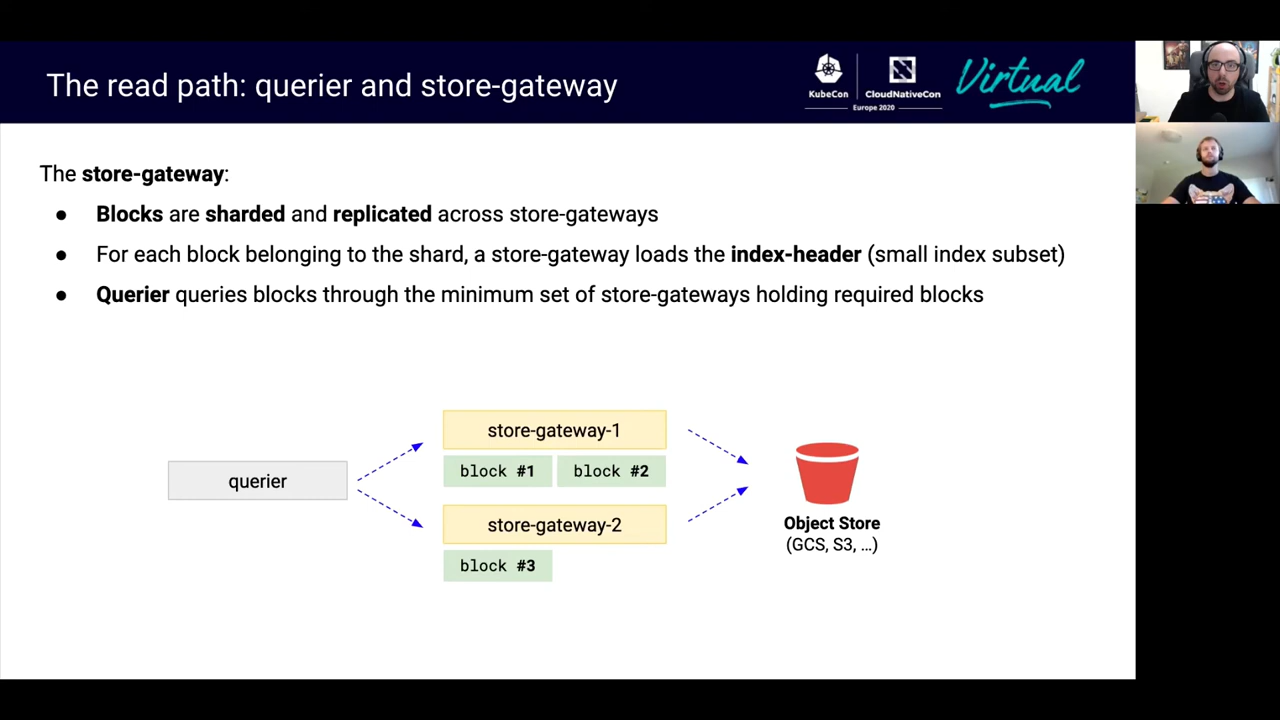 The read path: querier and store-gateway
KubeCon
CloudNativeCon
Europe 2020
Virtual
The store-gateway:
● Blocks are sharded and replicated across store-gateways
● For each block belonging to the shard, a store-gateway loads the index-header (small index subset)
● Querier queries blocks through the minimum set of store-gateways holding required blocks
store-gateway-1
block #1 block #2
querier
store-gateway-2
block #3
Object Store
(GCS, S3, …)